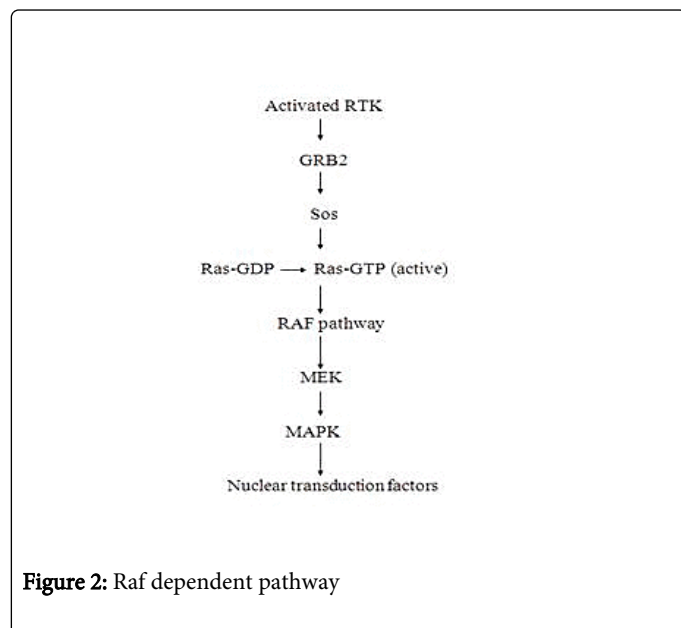 Activated RTK
GRB2
Sos
Ras-GDP → Ras-GTP (active)
RAF pathway
MEK
MAPK
Nuclear transduction factors
Figure 2: Raf dependent pathway